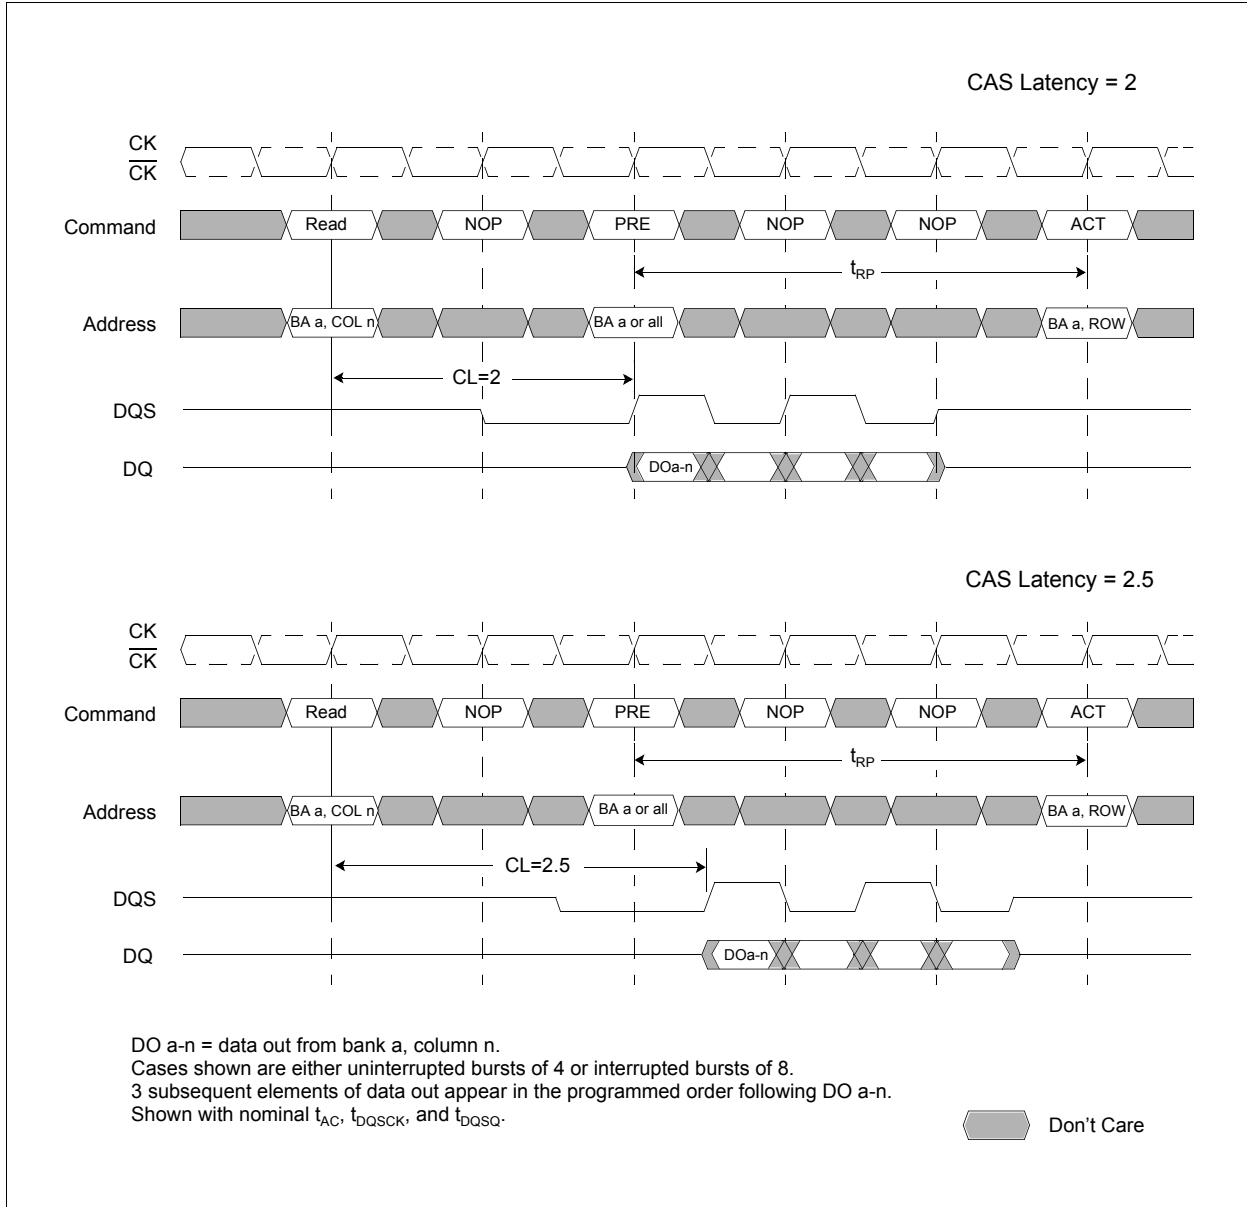 CAS Latency = 2
CK
CK
Command Read NOP PRE NOP NOP ACT
tRP
Address BA a, COL n BA a or all BA a, ROW
CL=2
DQS
DQ DOa-n
CAS Latency = 2.5
CK
CK
Command Read NOP PRE NOP NOP ACT
tRP
Address BA a, COL n BA a or all BA a, ROW
CL=2.5
DQS
DQ DOa-n
DO a-n = data out from bank a, column n.
Cases shown are either uninterrupted bursts of 4 or interrupted bursts of 8.
3 subsequent elements of data out appear in the programmed order following DO a-n.
Shown with nominal tAC, tDQSCK, and tDQSQ.
Don't Care